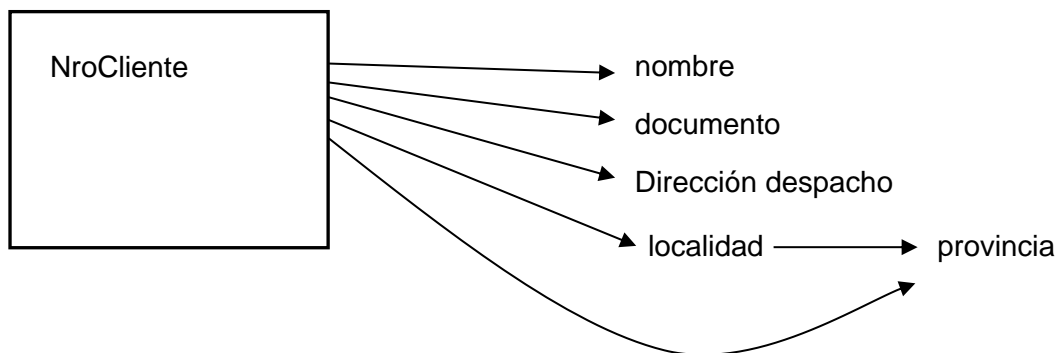 NroCliente
nombre
documento
Dirección despacho
localidad
provincia